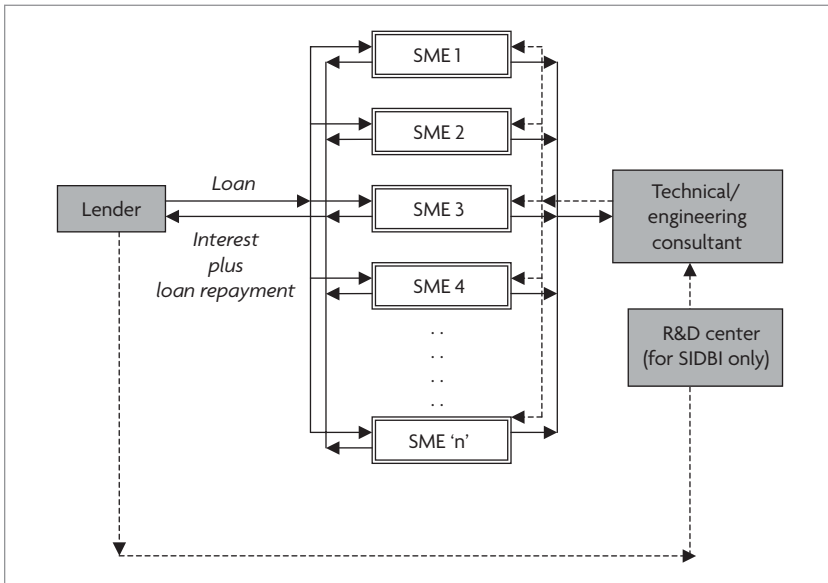 SME 1
SME 2
Lender
Loan
SME 3
Technical/
engineering
consultant
Interest
plus
loan repayment
SME 4
R&D center
(for SIDBI only)
SME ‘n’